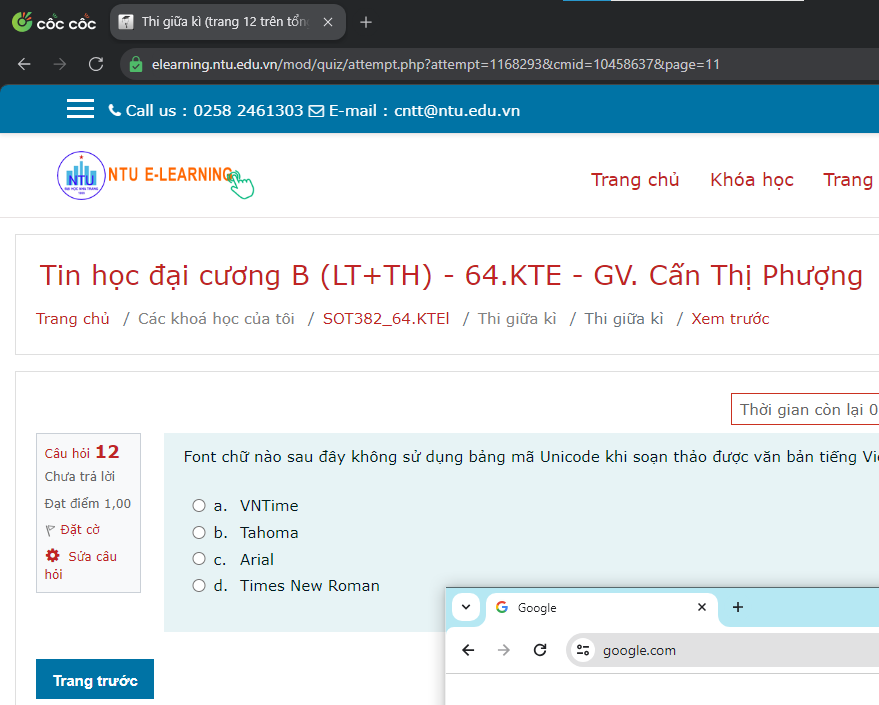 cốc cốc
Thi giữa kì (trang 12 trên tổn
elearning.ntu.edu.vn/mod/quiz/attempt.php?attempt=1168293&cmid=10458637&page=11
Call us : 0258 2461303 E-mail : cntt@ntu.edu.vn
NTU
NTU E-LEARNING
Trang chủ Khóa học Trang
Tin học đại cương B (LT+TH) - 64.KTE - GV. Cấn Thị Phượng
Trang chủ / Các khoá học của tôi / SOT382_64.KTEl / Thi giữa kì / Thi giữa kì / Xem trước
Thời gian còn lại 0
Câu hỏi 12
Chưa trả lời
Đạt điểm 1,00
Đặt cờ
Sửa câu
hỏi
Font chữ nào sau đây không sử dụng bảng mã Unicode khi soạn thảo được văn bản tiếng Vi
a. VNTime
b. Tahoma
c. Arial
d. Times New Roman
Google
google.com
Trang trước